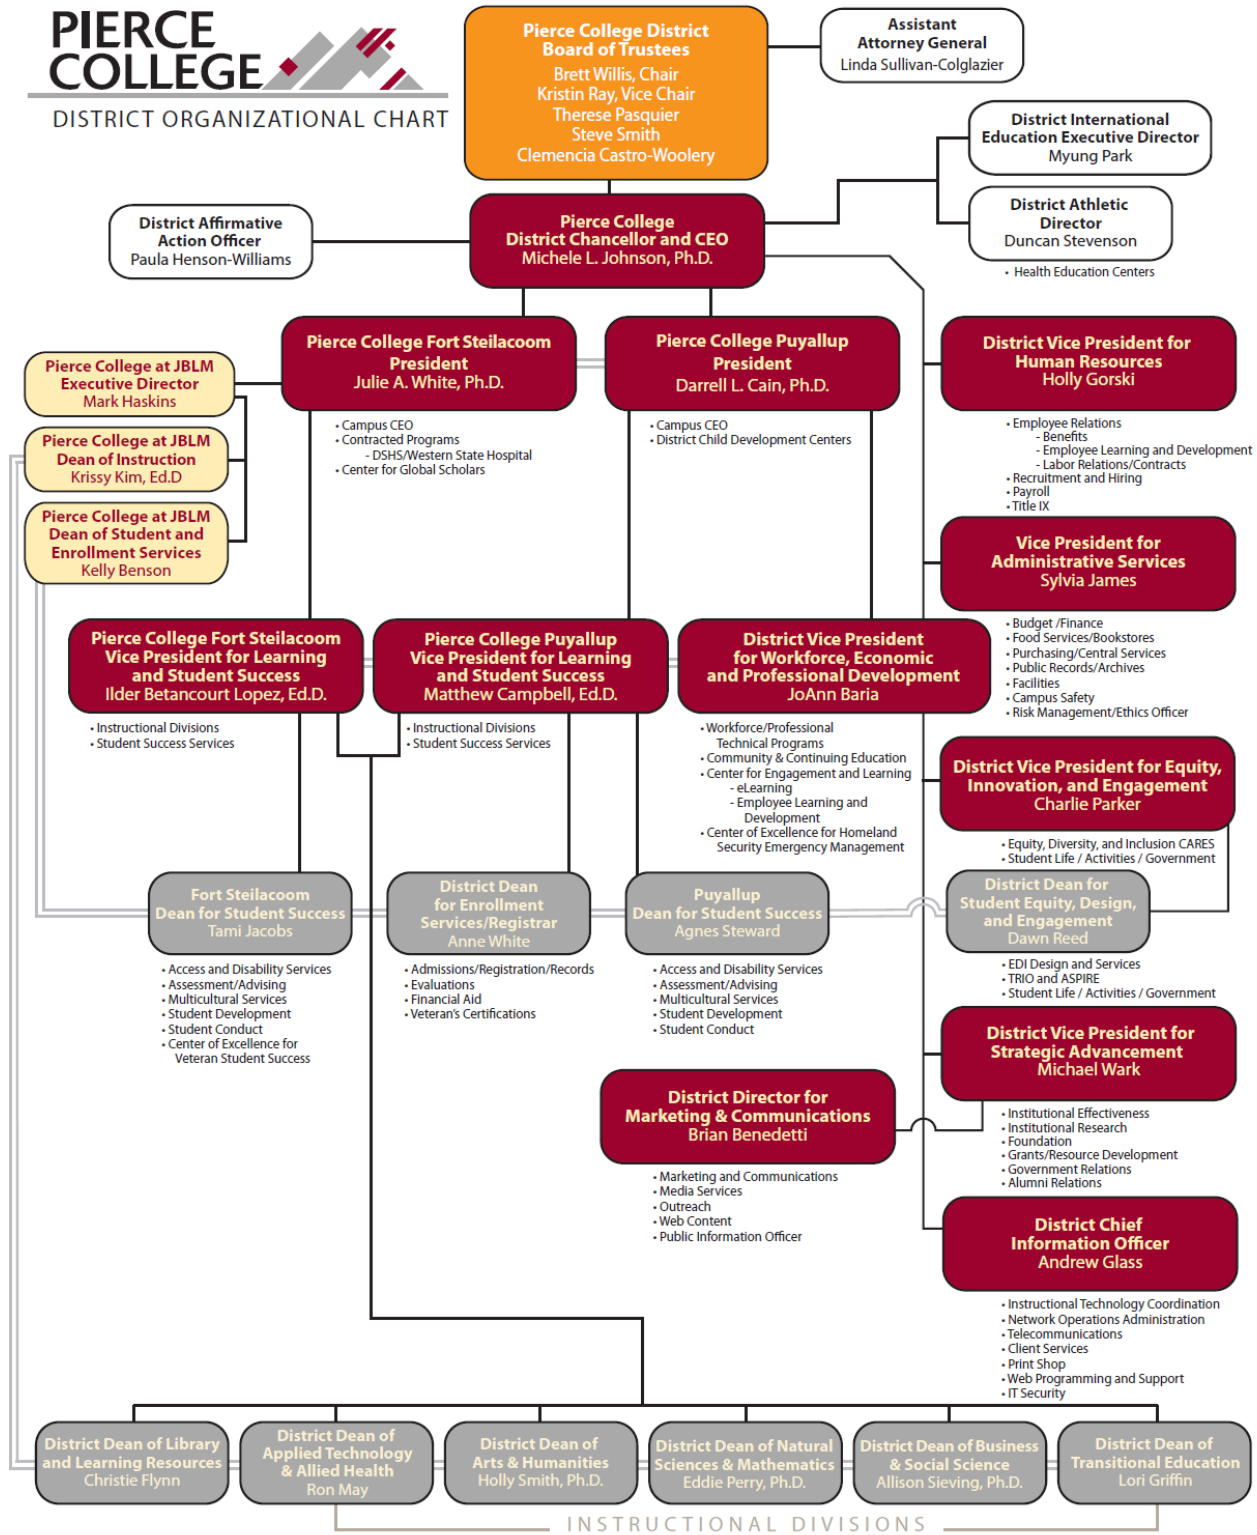 PIERCE
COLLEGE
DISTRICT ORGANIZATIONAL CHART
Pierce College District
Board of Trustees
Brett Willis, Chair
Kristin Ray, Vice Chair
Therese Pasquier
Steve Smith
Clemencia Castro-Woolery
Assistant
Attorney General
Linda Sullivan-Colglazier
District International
Education Executive Director
Myung Park
District Athletic
Director
Duncan Stevenson
• Health Education Centers
District Affirmative
Action Officer
Paula Henson-Williams
Pierce College
District Chancellor and CEO
Michele L. Johnson, Ph.D.
Pierce College Fort Steilacoom
President
Julie A. White, Ph.D.
• Campus CEO
• Contracted Programs
- DSHS/Western State Hospital
• Center for Global Scholars
Pierce College Puyallup
President
Darrell L. Cain, Ph.D.
• Campus CEO
• District Child Development Centers
District Vice President for
Human Resources
Holly Gorski
• Employee Relations
- Benefits
- Employee Learning and Development
- Labor Relations/Contracts
• Recruitment and Hiring
• Payroll
• Title IX
Pierce College at JBLM
Executive Director
Mark Haskins
Pierce College at JBLM
Dean of Instruction
Krissy Kim, Ed.D
Pierce College at JBLM
Dean of Student and
Enrollment Services
Kelly Benson
Vice President for
Administrative Services
Sylvia James
• Budget /Finance
• Food Services/Bookstores
• Purchasing/Central Services
• Public Records/Archives
• Facilities
• Campus Safety
• Risk Management/Ethics Officer
Pierce College Fort Steilacoom
Vice President for Learning
and Student Success
Ilder Betancourt Lopez, Ed.D.
• Instructional Divisions
• Student Success Services
Pierce College Puyallup
Vice President for Learning
and Student Success
Matthew Campbell, Ed.D.
• Instructional Divisions
• Student Success Services
District Vice President
for Workforce, Economic
and Professional Development
JoAnn Baria
• Workforce/Professional
Technical Programs
• Community & Continuing Education
• Center for Engagement and Learning
- eLearning
- Employee Learning and
Development
• Center of Excellence for Homeland
Security Emergency Management
District Vice President for Equity,
Innovation, and Engagement
Charlie Parker
• Equity, Diversity, and Inclusion CARES
• Student Life / Activities / Government
Fort Steilacoom
Dean for Student Success
Tami Jacobs
• Access and Disability Services
• Assessment/Advising
• Multicultural Services
• Student Development
• Student Conduct
• Center of Excellence for
Veteran Student Success
District Dean
for Enrollment
Services/Registrar
Anne White
• Admissions/Registration/Records
• Evaluations
• Financial Aid
• Veteran's Certifications
Puyallup
Dean for Student Success
Agnes Steward
• Access and Disability Services
• Assessment/Advising
• Multicultural Services
• Student Development
• Student Conduct
District Dean for
Student Equity, Design,
and Engagement
Dawn Reed
• EDI Design and Services
• TRIO and ASPIRE
• Student Life / Activities / Government
District Vice President for
Strategic Advancement
Michael Wark
• Institutional Effectiveness
• Institutional Research
• Foundation
• Grants/Resource Development
• Government Relations
• Alumni Relations
District Director for
Marketing & Communications
Brian Benedetti
• Marketing and Communications
• Media Services
• Outreach
• Web Content
• Public Information Officer
District Chief
Information Officer
Andrew Glass
• Instructional Technology Coordination
• Network Operations Administration
• Telecommunications
• Client Services
• Print Shop
• Web Programming and Support
• IT Security
District Dean of Library
and Learning Resources
Christie Flynn
District Dean of
Applied Technology
& Allied Health
Ron May
District Dean of
Arts & Humanities
Holly Smith, Ph.D.
District Dean of Natural
Sciences & Mathematics
Eddie Perry, Ph.D.
District Dean of Business
& Social Science
Allison Sieving, Ph.D.
District Dean of
Transitional Education
Lori Griffin
INSTRUCTIONAL DIVISIONS